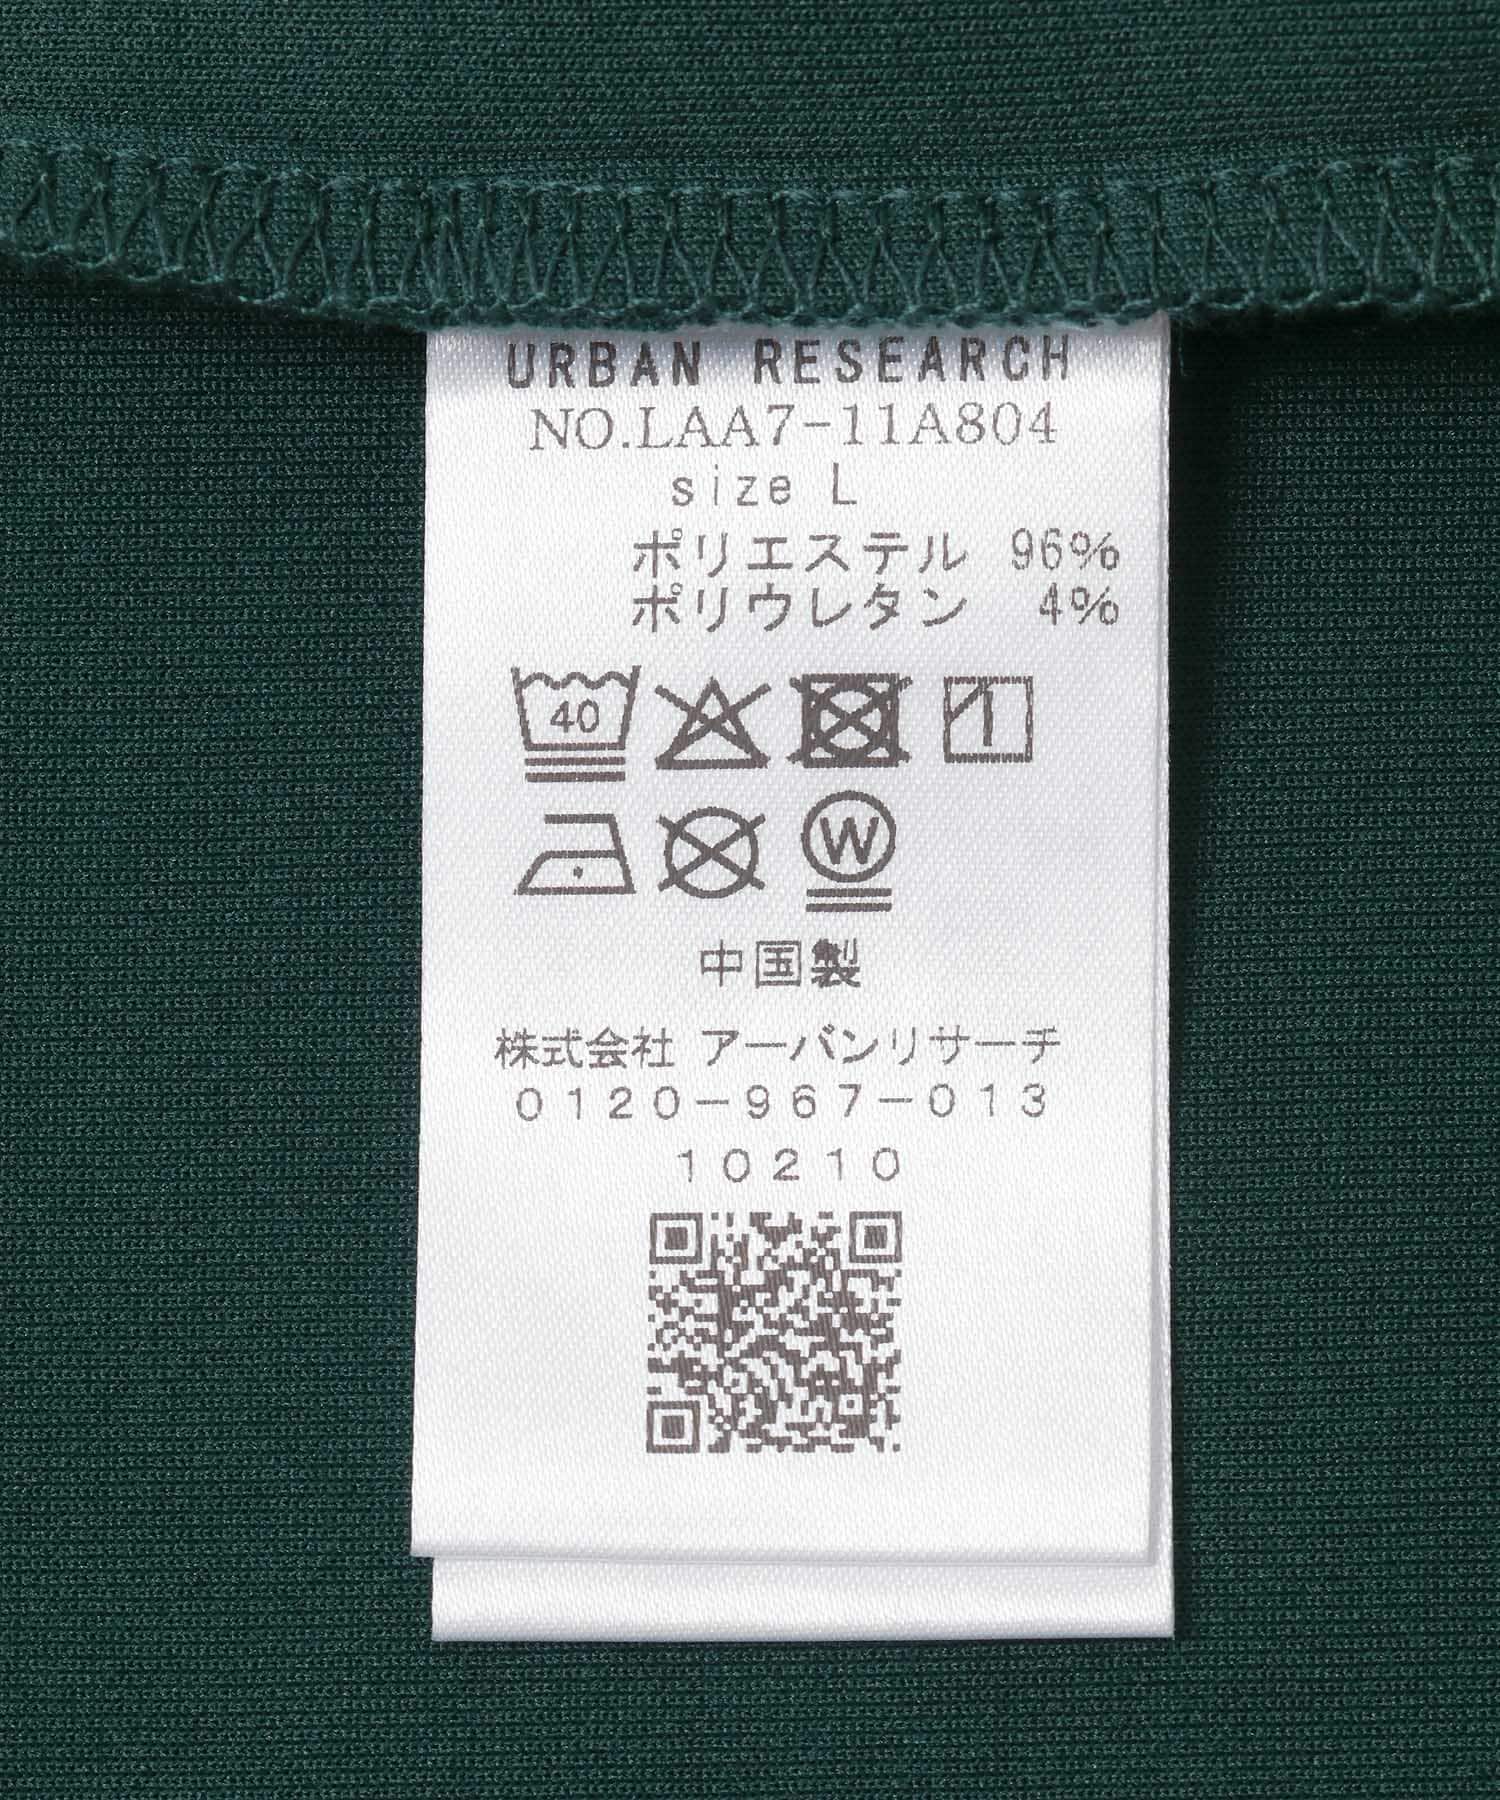 URBAN RESEARCH
NO.LAA7-11A804
size L
ポリエステル 96%
ポリウレタン 4%
40
W
中国製
株式会社 アーバンリサーチ
0120-967-013
10210